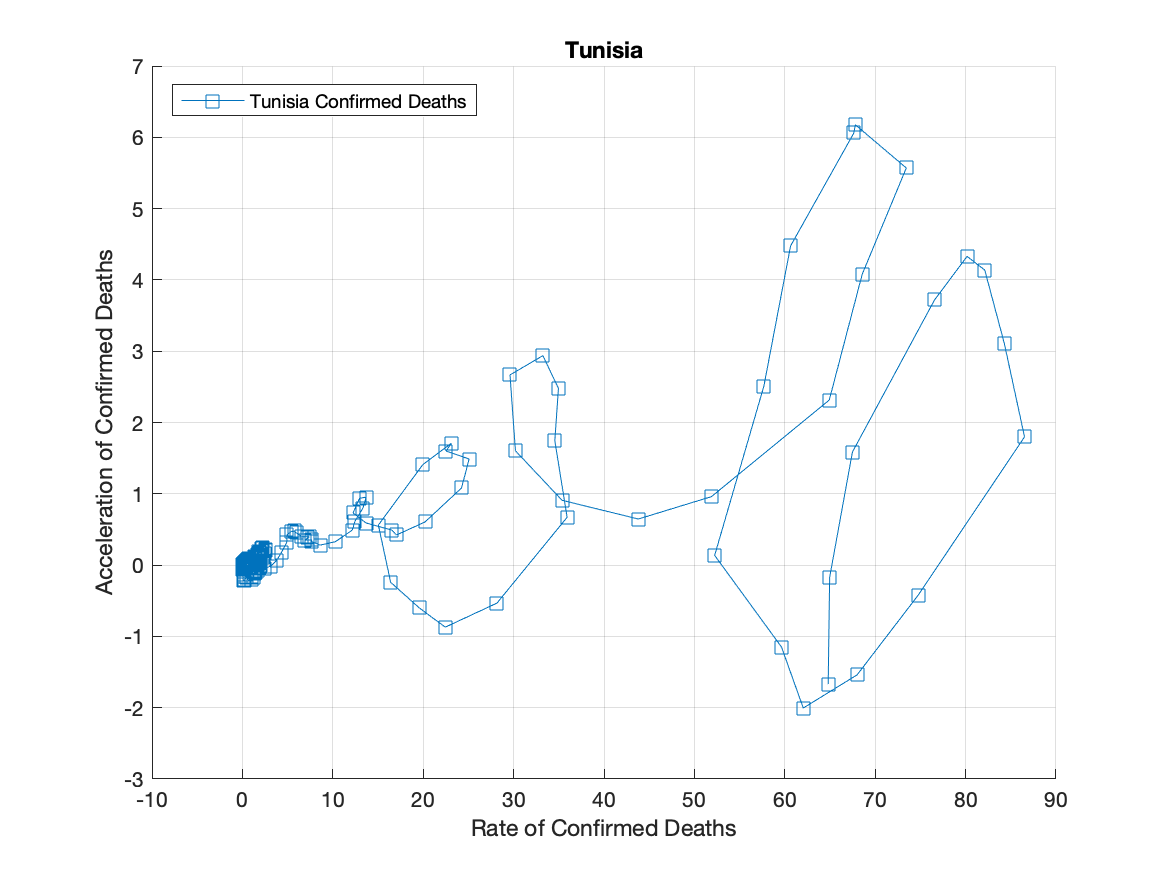 Tunisia
Tunisia Confirmed Deaths
7
6
5
4
3
2
1
0
-1
-2
-3
Acceleration of Confirmed Deaths
-10 0 10 20 30 40 50 60 70 80 90
Rate of Confirmed Deaths